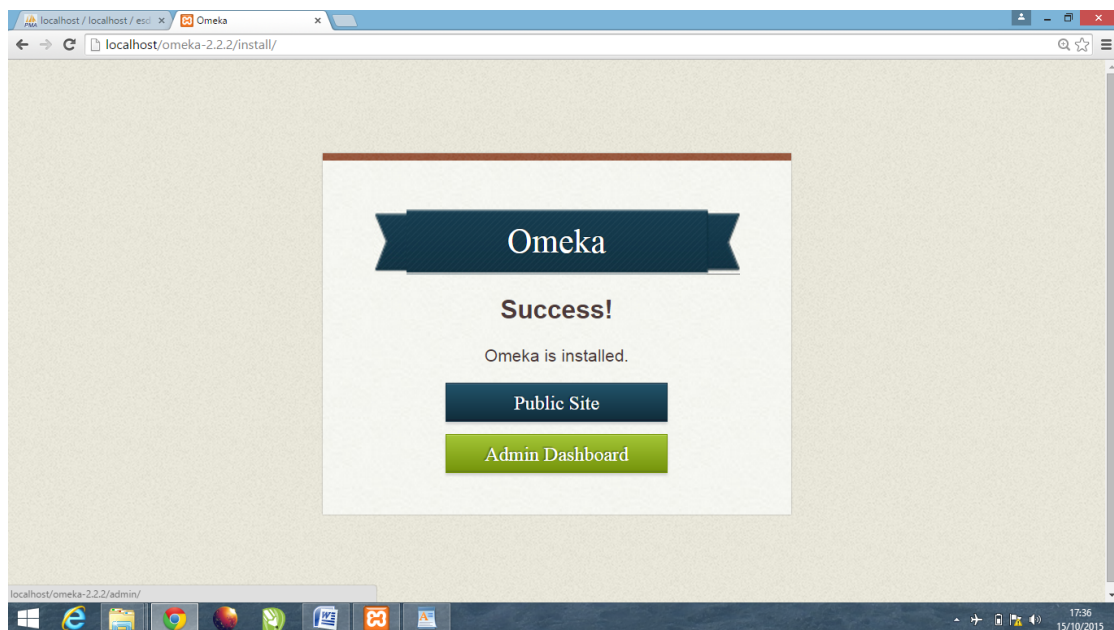 localhost / localhost / esd
Omeka
localhost/omeka-2.2.2/install/
Omeka
Success!
Omeka is installed.
Public Site
Admin Dashboard
localhost/omeka-2.2.2/admin/
17:36
15/10/2015